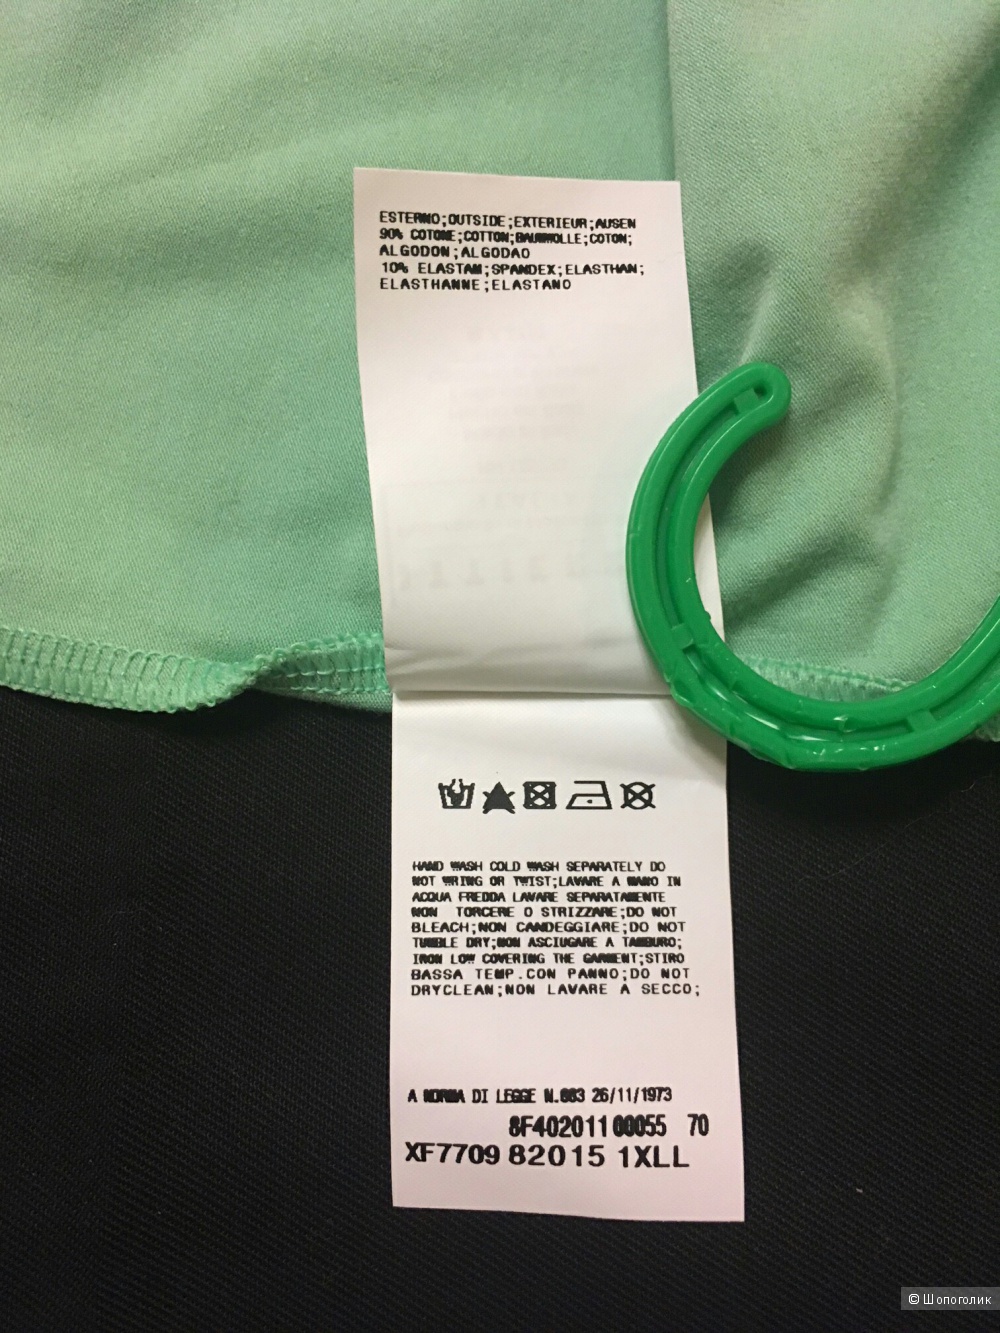 ESTERNO;OUTSIDE;EXTERIEUR;AUSEN
90% COTONE;COTTON;BAUMWOLLE;COTON;
ALGODON;ALGODAO
10% ELASTAM;SPANDEX;ELASTHAN;
ELASTHANNE;ELASTANO
HAND WASH COLD WASH SEPARATELY DO
NOT WRING OR TWIST;LAVARE A MANO IN
ACQUA FREDDA LAVARE SEPARATAMENTE
NON TORCERE O STRIZZARE;DO NOT
BLEACH;NON CANDEGGIARE;DO NOT
TUMBLE DRY;NON ASCIUGARE A TAMBURO;
IRON LOW COVERING THE GARMENT;STIRO
BASSA TEMP.CON PANNO;DO NOT
DRYCLEAN;NON LAVARE A SECCO;
A NORMA DI LEGGE N.883 26/11/1973
8F402011 00055 70
XF7709 82015 1XLL
© Шопоголик